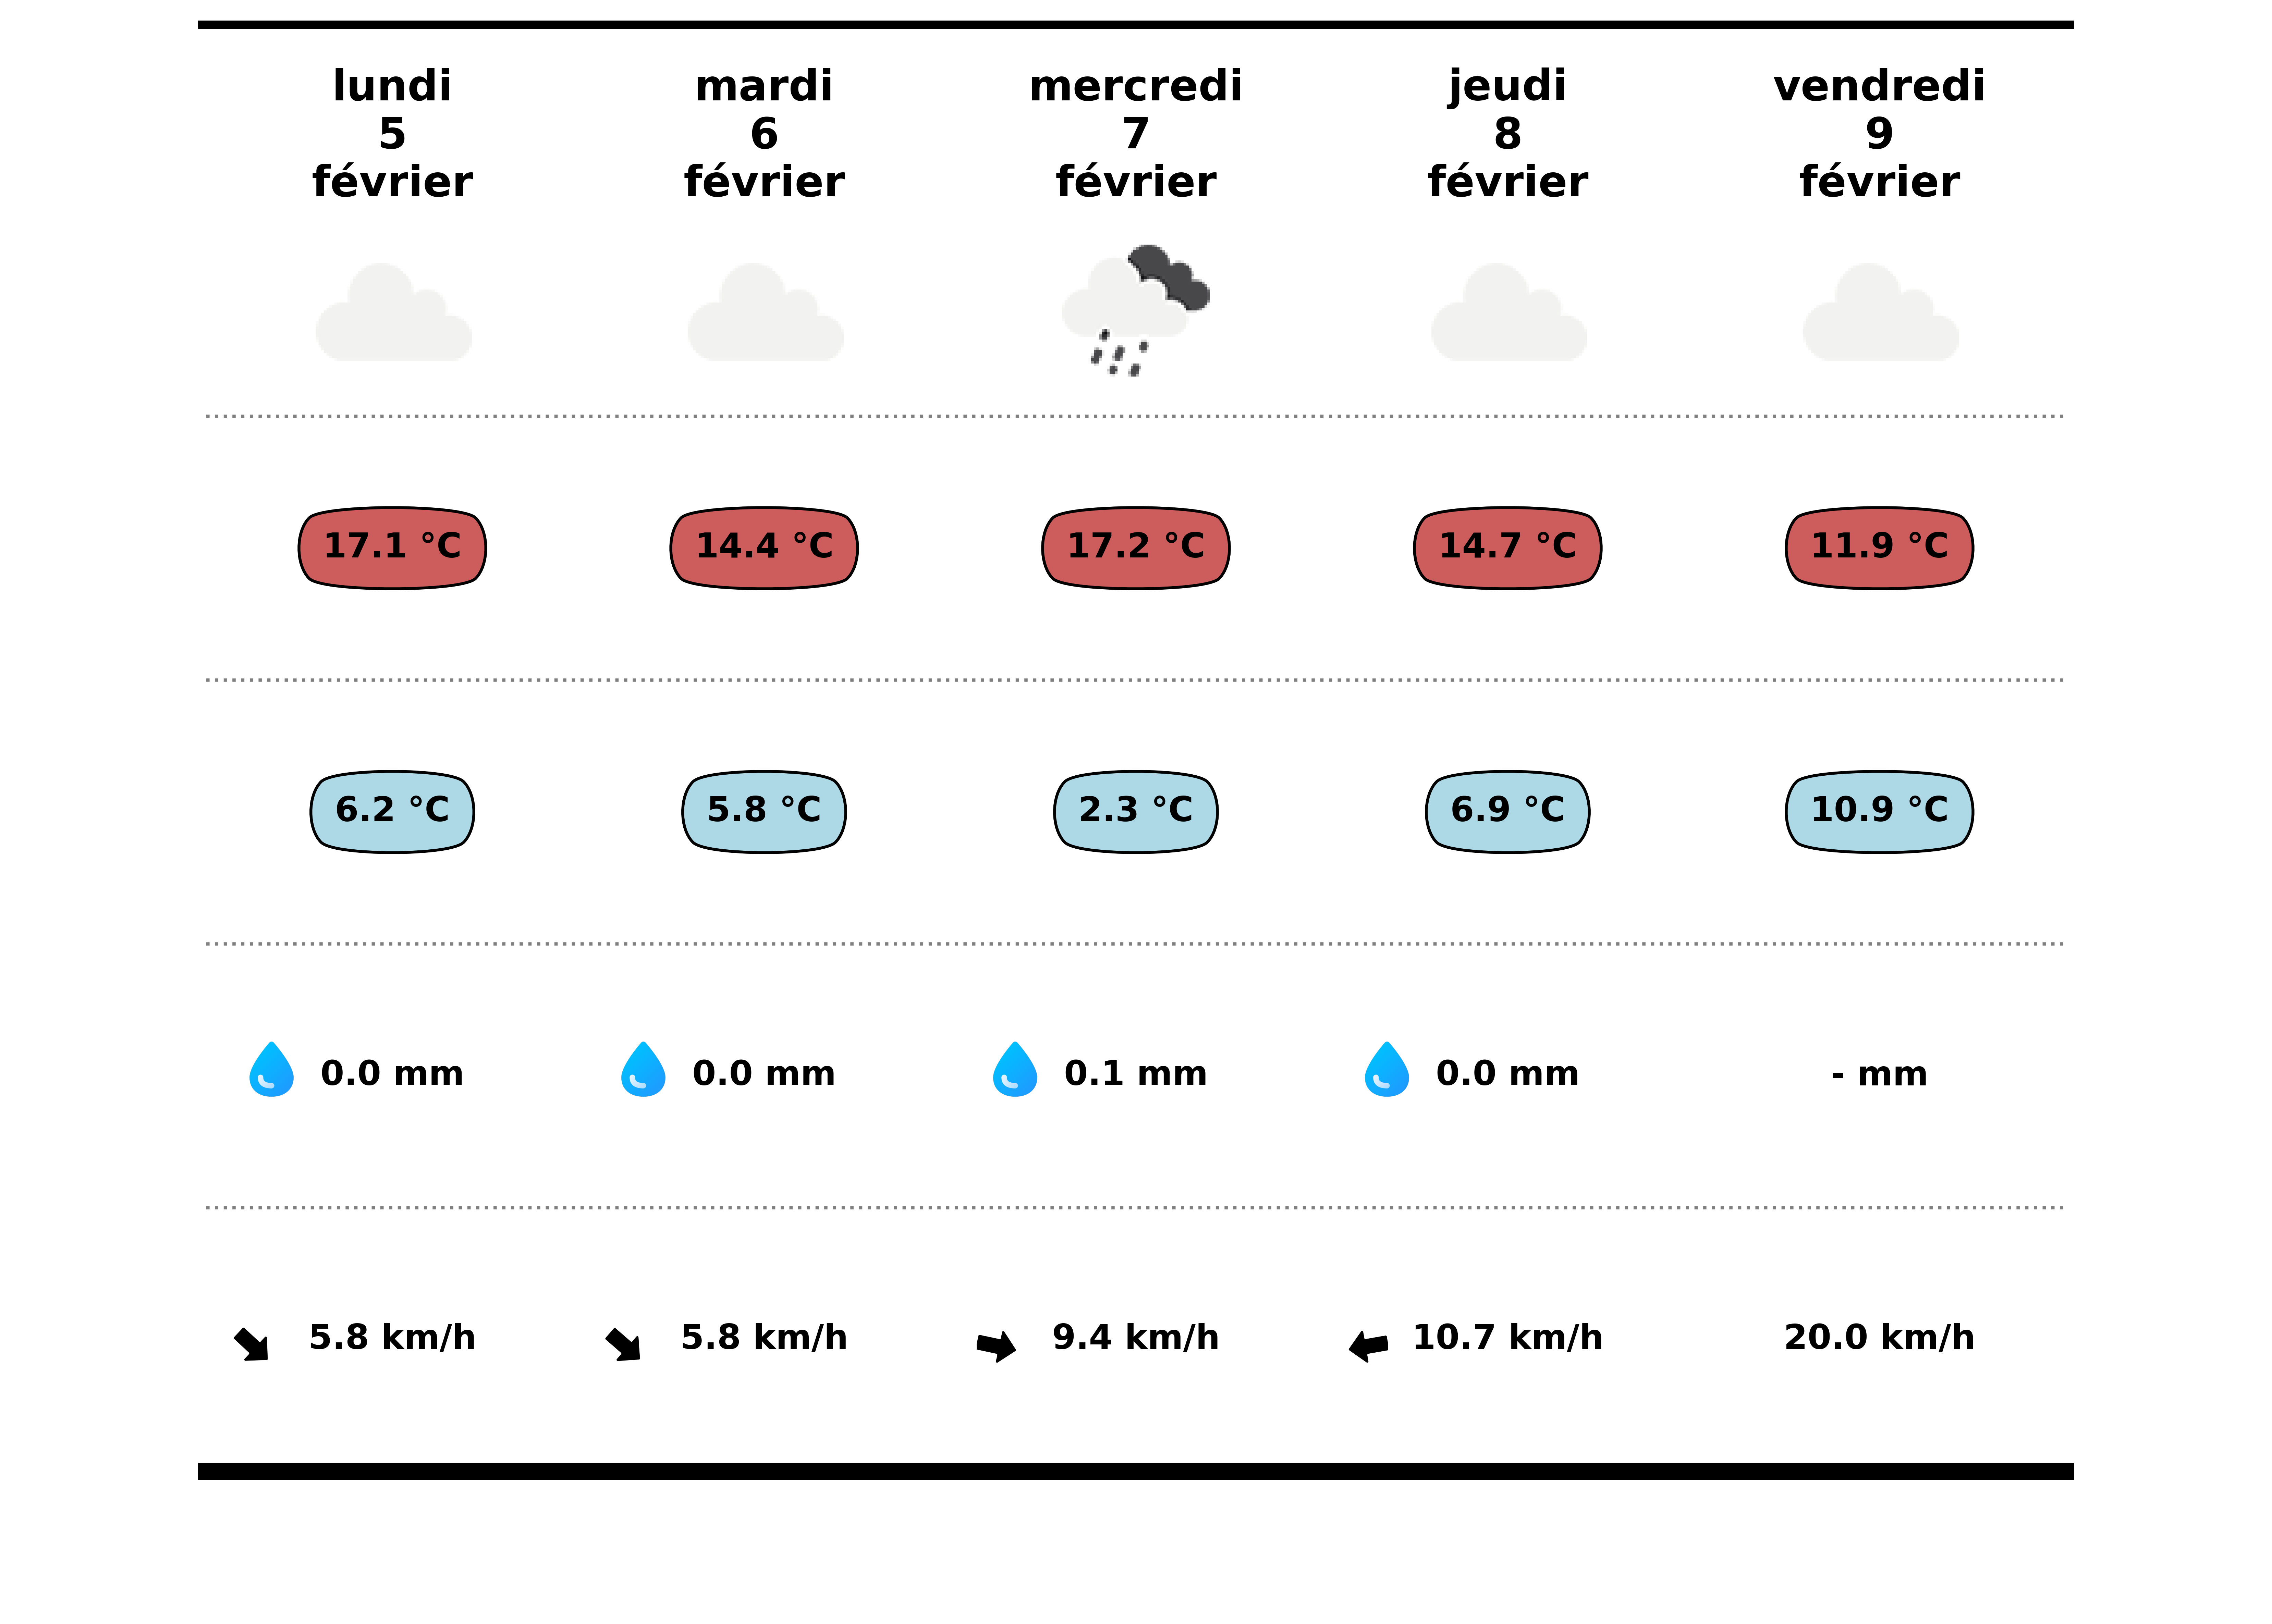 lundi
5
février
mardi
6
février
mercredi
7
février
jeudi
8
février
vendredi
9
février
17.1 °C
14.4 °C
17.2 °C
14.7 °C
11.9 °C
6.2 °C
5.8 °C
2.3 °C
6.9 °C
10.9 °C
0.0 mm
0.0 mm
0.1 mm
0.0 mm
- mm
5.8 km/h
5.8 km/h
9.4 km/h
10.7 km/h
20.0 km/h